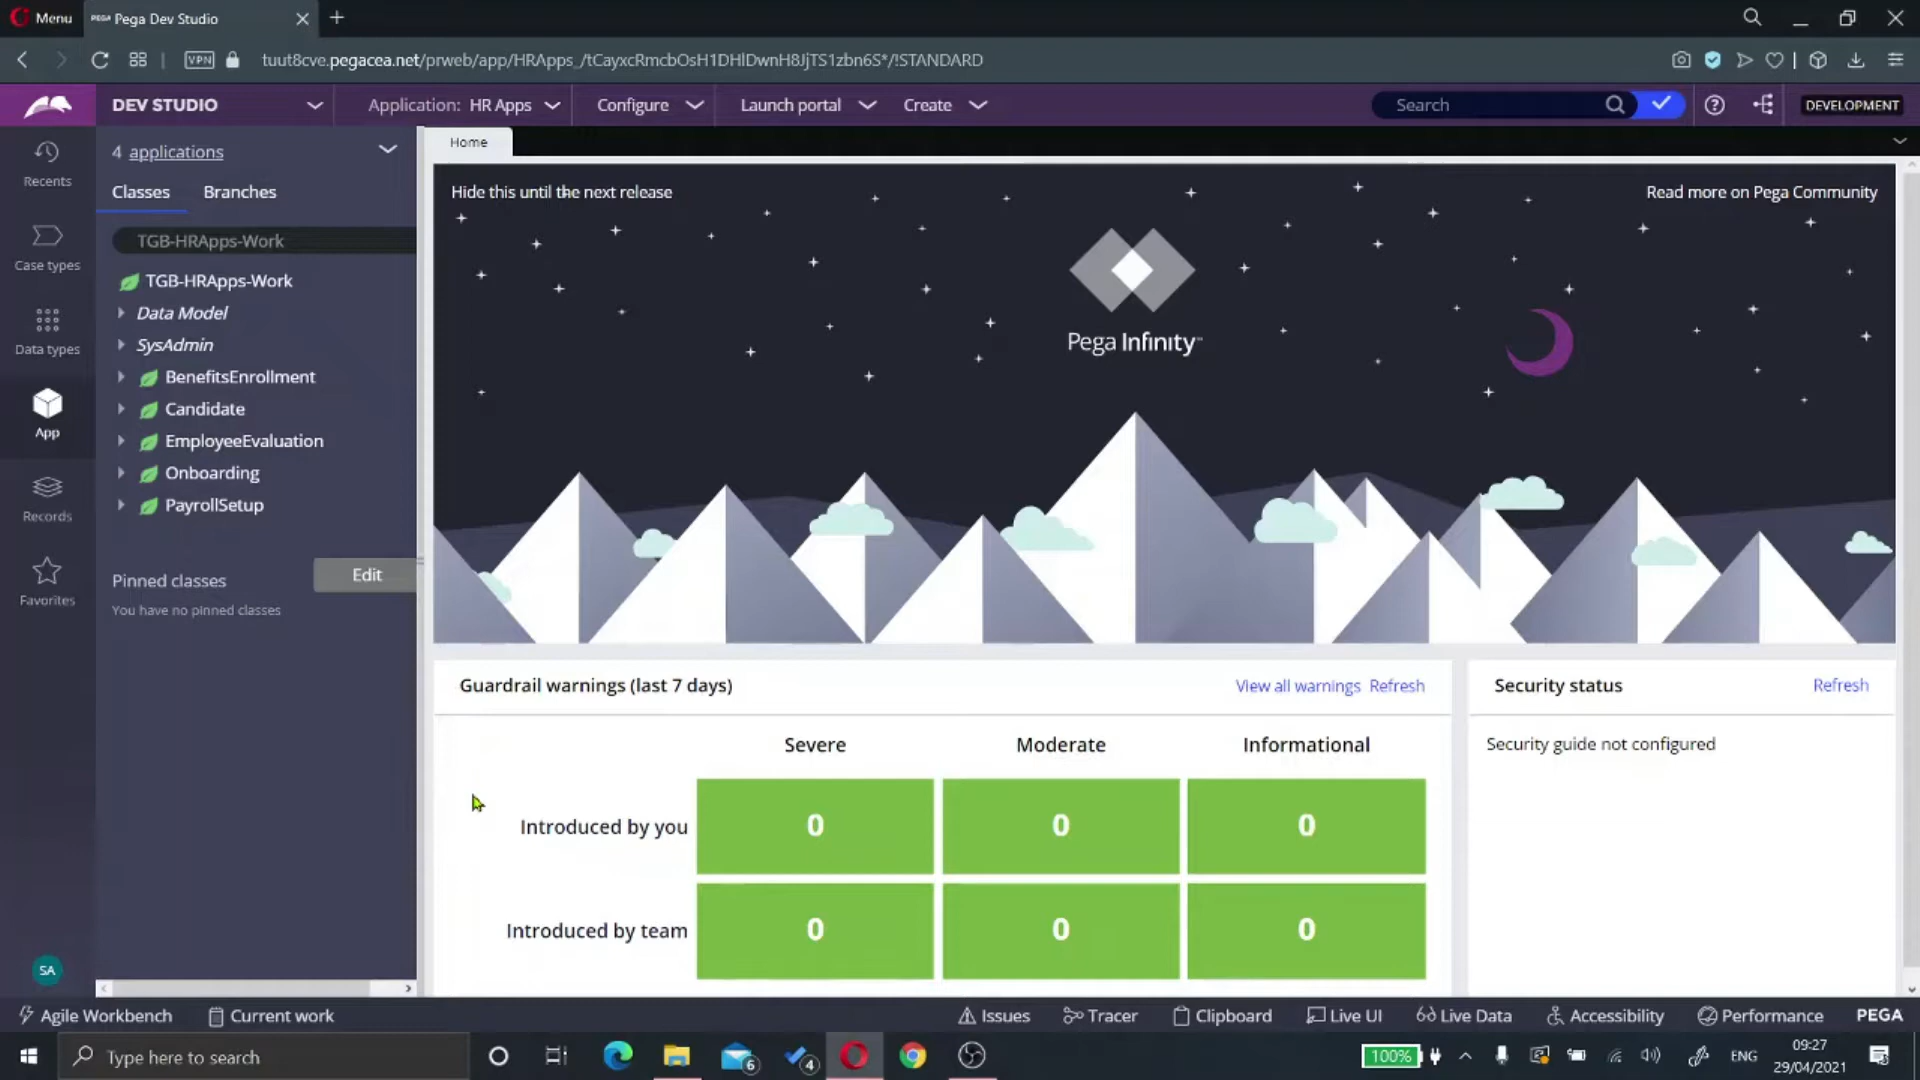 Menu
PEGA Pega Dev Studio
VPN
tuut8cve.pegacea.net/prweb/app/HRApps_/tCayxcRmcbOsH1DHlDwnH8JjTS1zbn6S*/!STANDARD
DEV STUDIO
Application: HR Apps
Configure
Launch portal
Create
Search
DEVELOPMENT
Recents
Case types
Data types
App
Records
Favorites
SA
4 applications
Classes
Branches
TGB-HRApps-Work
TGB-HRApps-Work
Data Model
SysAdmin
BenefitsEnrollment
Candidate
EmployeeEvaluation
Onboarding
PayrollSetup
Pinned classes
Edit
You have no pinned classes
Home
Hide this until the next release
Read more on Pega Community
Pega Infinity™
Guardrail warnings (last 7 days)
View all warnings
Refresh
Severe
Moderate
Informational
Introduced by you
0
0
0
Introduced by team
0
0
0
Security status
Refresh
Security guide not configured
Agile Workbench
Current work
Issues
Tracer
Clipboard
Live UI
Live Data
Accessibility
Performance
PEGA
Type here to search
6
4
100%
ENG
09:27
29/04/2021